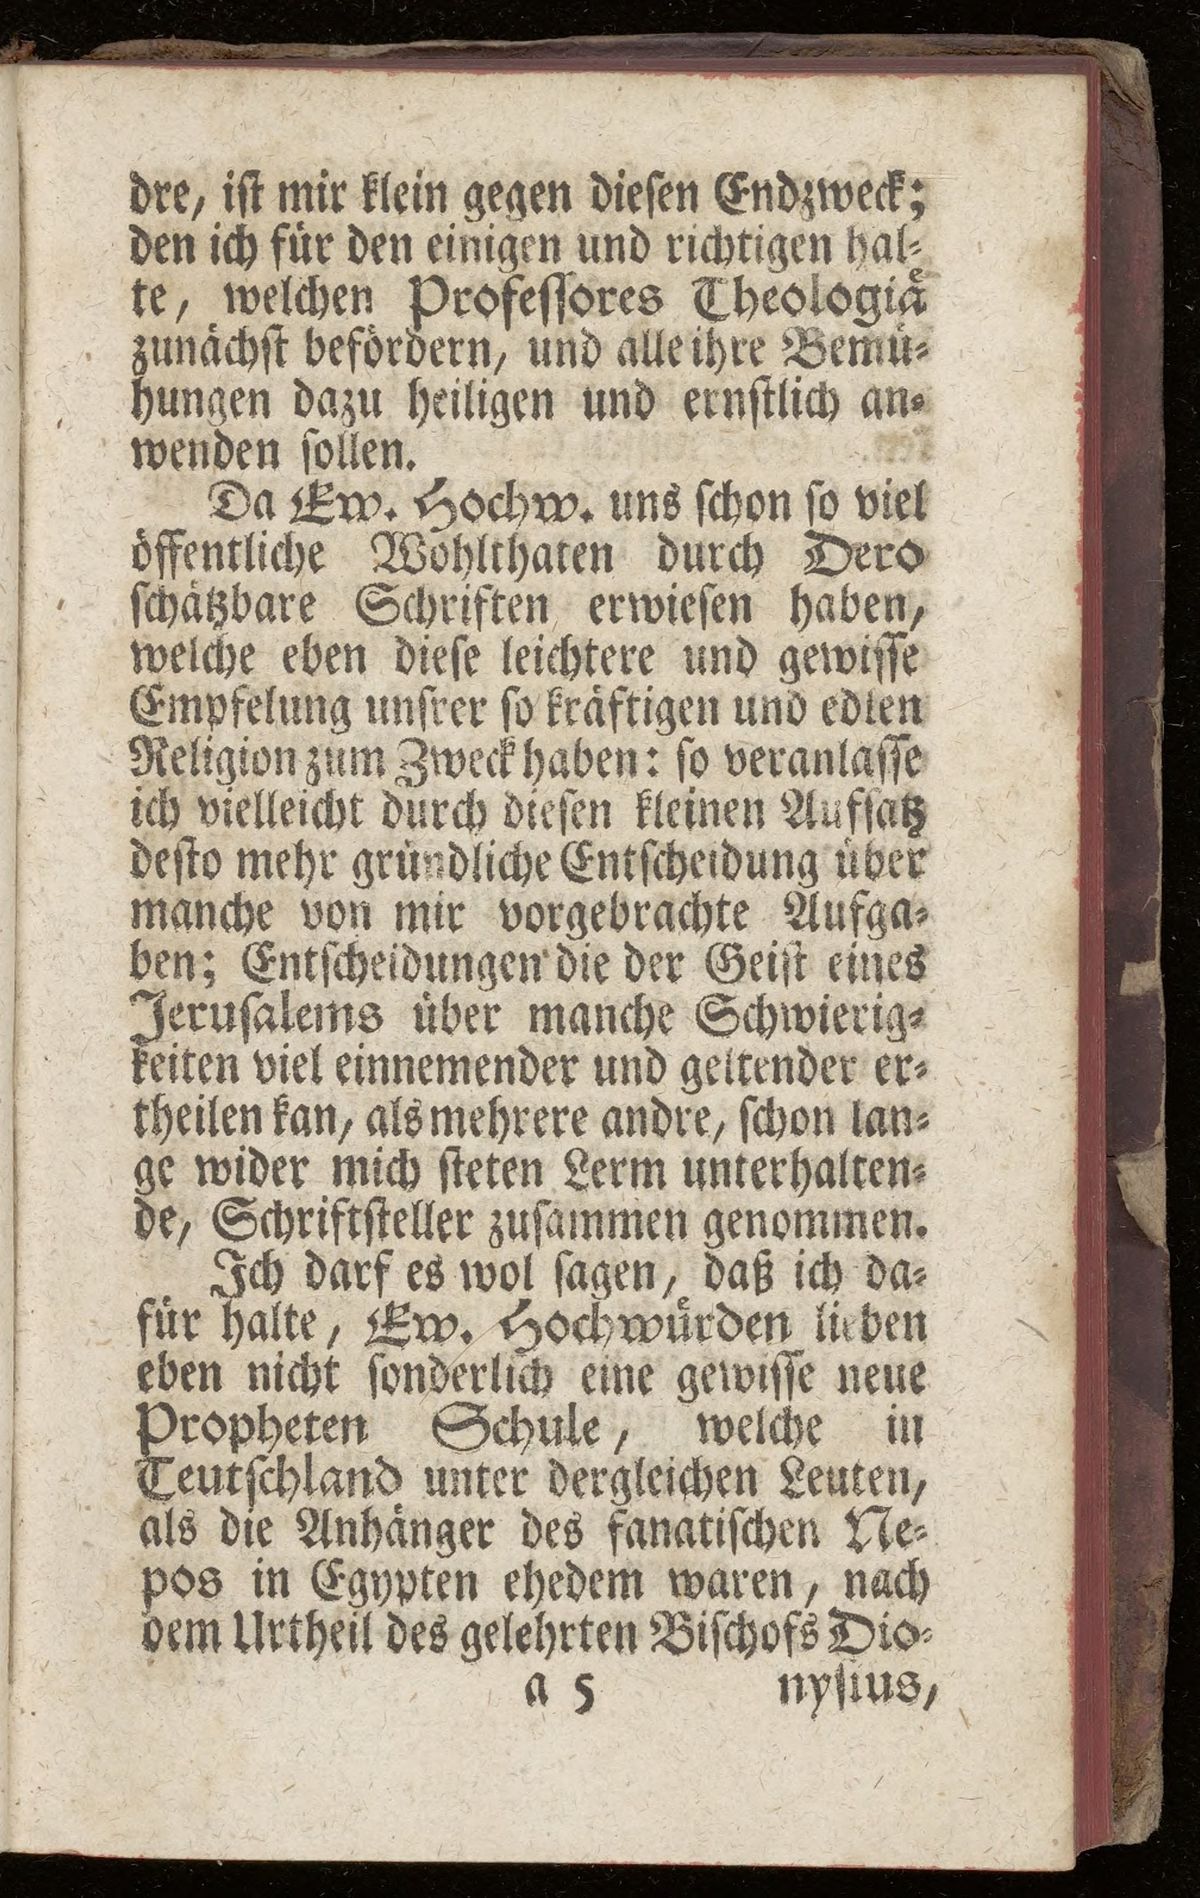 dre, iſt mir klein gegen dieſen Endzweck;
den ich für den einigen und richtigen hal-
te, welchen Profeſſores Theologiä
zunächſt befördern, und alle ihre Bemü-
hungen dazu heiligen und ernſtlich an-
wenden ſollen.
Da Ew. Hochw. uns ſchon ſo viel
öffentliche Wohlthaten durch Dero
ſchätzbare Schriften erwieſen haben,
welche eben dieſe leichtere und gewiſſe
Empfelung unſrer ſo kräftigen und edlen
Religion zum Zweck haben: ſo veranlaſſe
ich vielleicht durch dieſen kleinen Aufſatz
deſto mehr gründliche Entſcheidung über
manche von mir vorgebrachte Aufga-
ben; Entſcheidungen die der Geiſt eines
Jeruſalems über manche Schwierig-
keiten viel einnemender und geltender er-
theilen kan, als mehrere andre, ſchon lan-
ge wider mich ſteten Lerm unterhalten-
de, Schriftſteller zuſammen genommen.
Ich darf es wol ſagen, daß ich da-
für halte, Ew. Hochwürden lieben
eben nicht ſonderlich eine gewiſſe neue
Propheten Schule, welche in
Teutſchland unter dergleichen Leuten,
als die Anhänger des fanatiſchen Ne-
pos in Egypten ehedem waren, nach
dem Urtheil des gelehrten Biſchofs Dio-
a 5 nyſius,